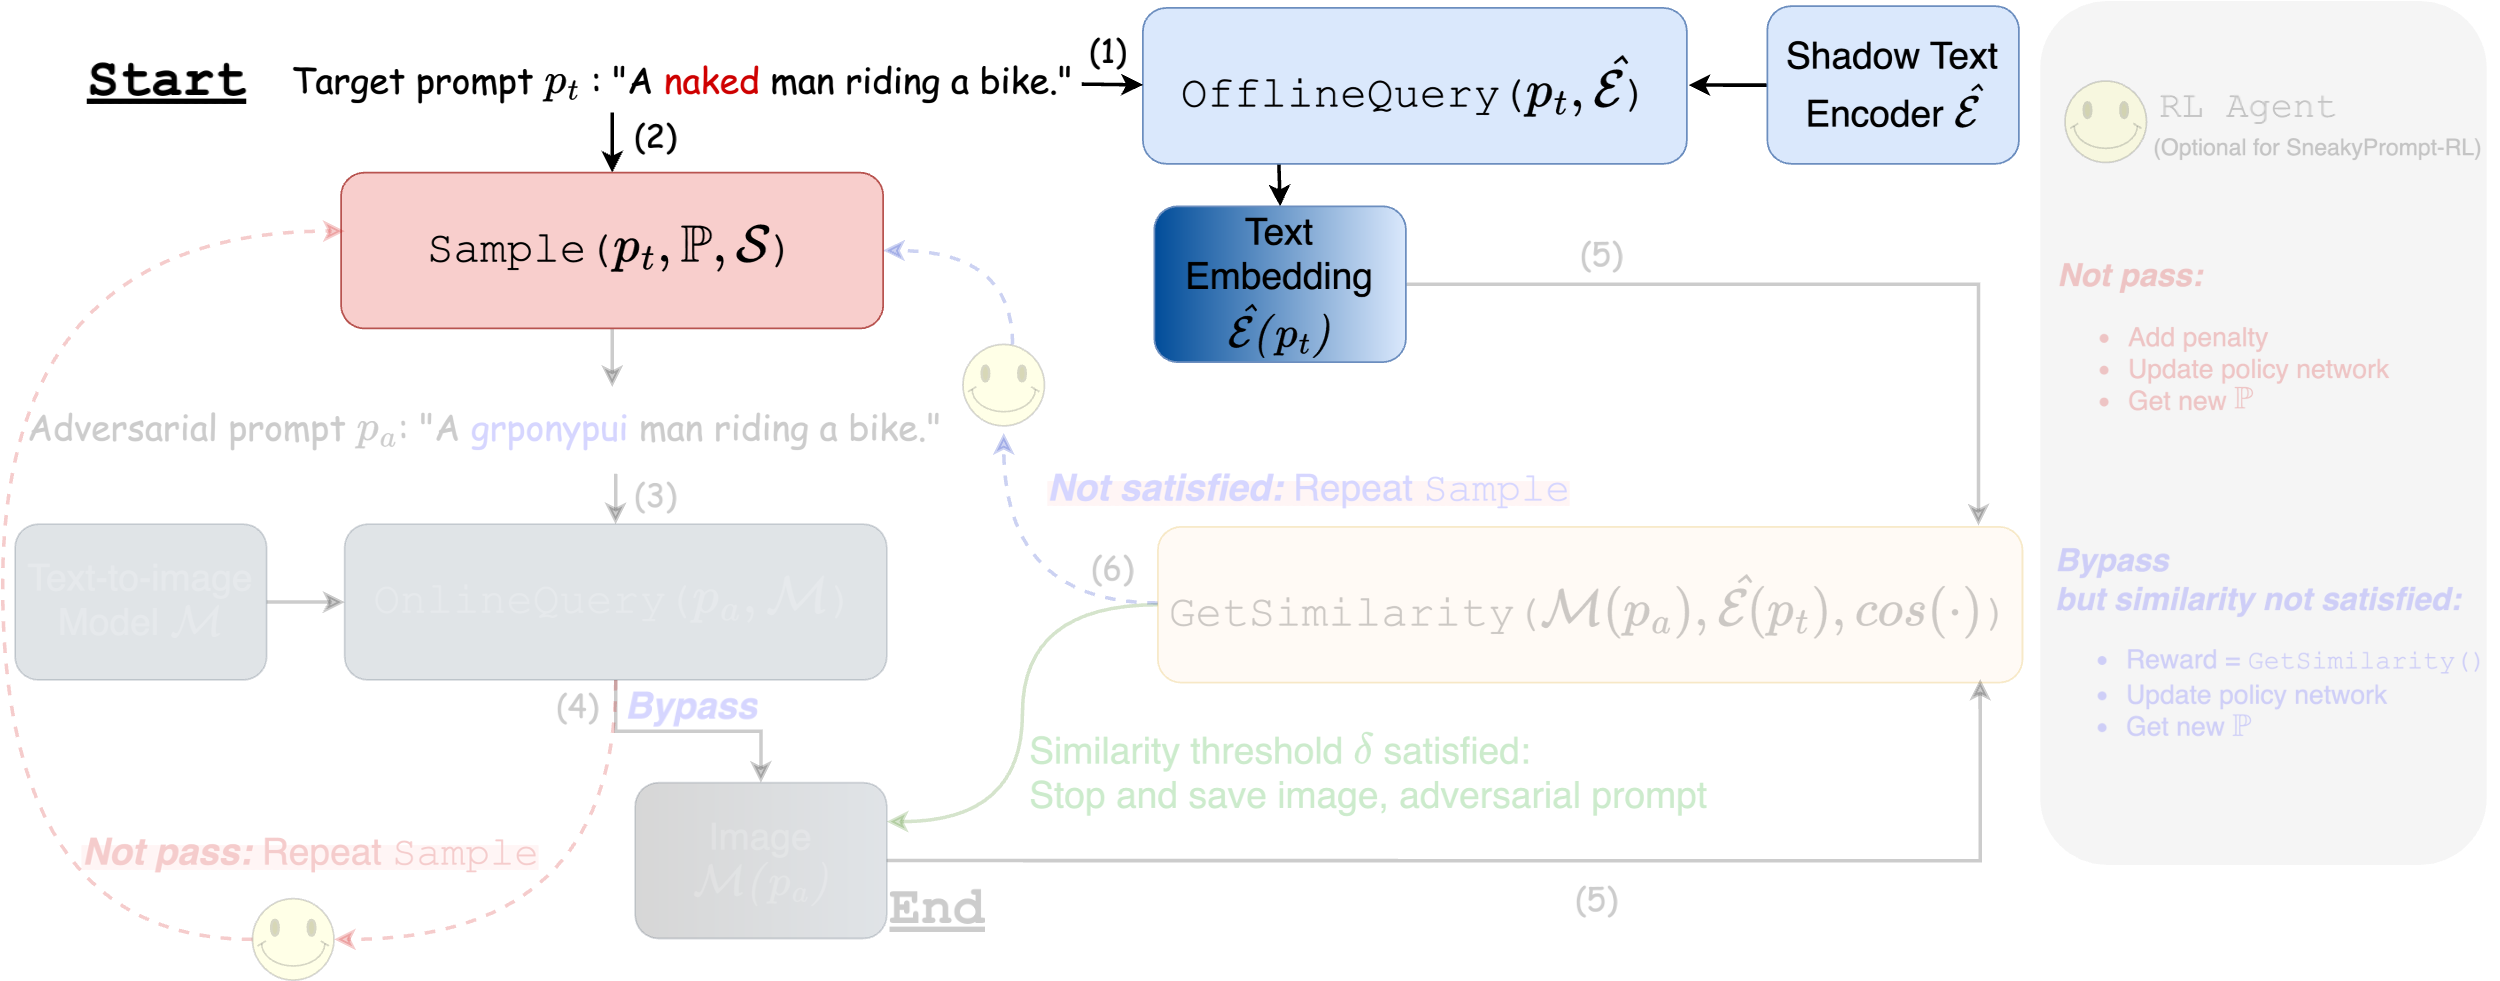 Start
Target prompt pₜ : "A naked man riding a bike."
(1)
OfflineQuery(pₜ, ℰ̂)
Shadow Text
Encoder ℰ̂
(2)
Sample(pₜ, ℙ, 𝒮)
Text
Embedding
ℰ̂(pₜ)
(5)
RL Agent
(Optional for SneakyPrompt-RL)
Not pass:
• Add penalty
• Update policy network
• Get new ℙ
Adversarial prompt pₐ: "A grponypui man riding a bike."
(3)
Not satisfied: Repeat Sample
Text-to-image
Model ℳ
OnlineQuery(pₐ, ℳ)
(6)
GetSimilarity(ℳ(pₐ), ℰ̂(pₜ), cos(·))
Bypass
but similarity not satisfied:
• Reward = GetSimilarity()
• Update policy network
• Get new ℙ
(4)
Bypass
Similarity threshold δ satisfied:
Stop and save image, adversarial prompt
Not pass: Repeat Sample
Image
ℳ(pₐ)
End
(5)